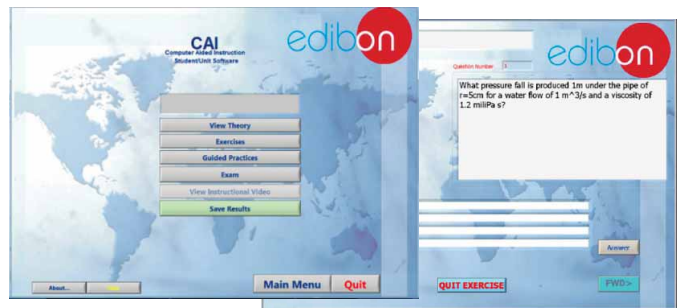 CAI
Computer Aided Instruction
Student/Unit Software
edibon
View Theory
Exercises
Guided Practices
Exam
View Instructional Video
Save Results
About...
Main Menu
Quit
edibon
Question Number
What pressure fall is produced 1m under the pipe of
r=5cm for a water flow of 1 m^3/s and a viscosity of
1.2 miliPa s?
Answer
QUIT EXERCISE
FWD>